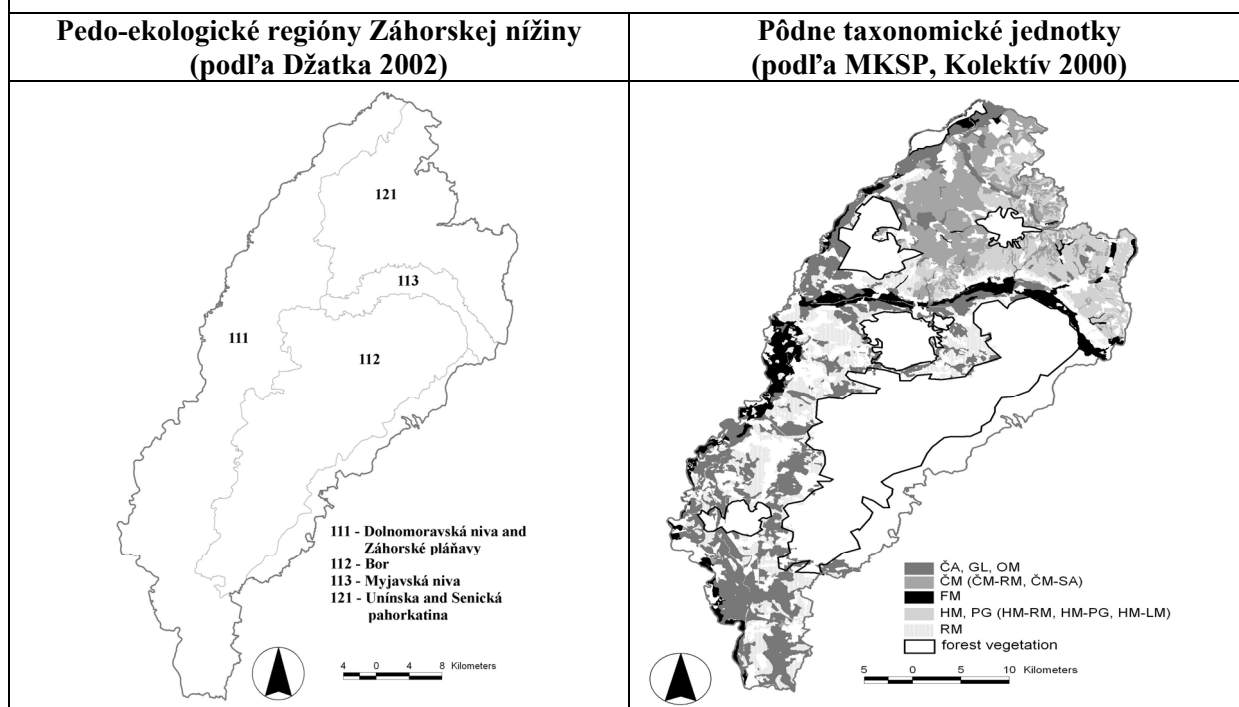 Pedo-ekologické regióny Záhorskej nížiny
(podľa Džatka 2002)
Pôdne taxonomické jednotky
(podľa MKSP, Kolektív 2000)
121
113
111
112
111 - Dolnomoravská niva and
Záhorské pláňavy
112 - Bor
113 - Myjavská niva
121 - Unínska and Senická
pahorkatina
4 0 4 8 Kilometers
ČA, GL, OM
ČM (ČM-RM, ČM-SA)
FM
HM, PG (HM-RM, HM-PG, HM-LM)
RM
forest vegetation
5 0 5 10 Kilometers